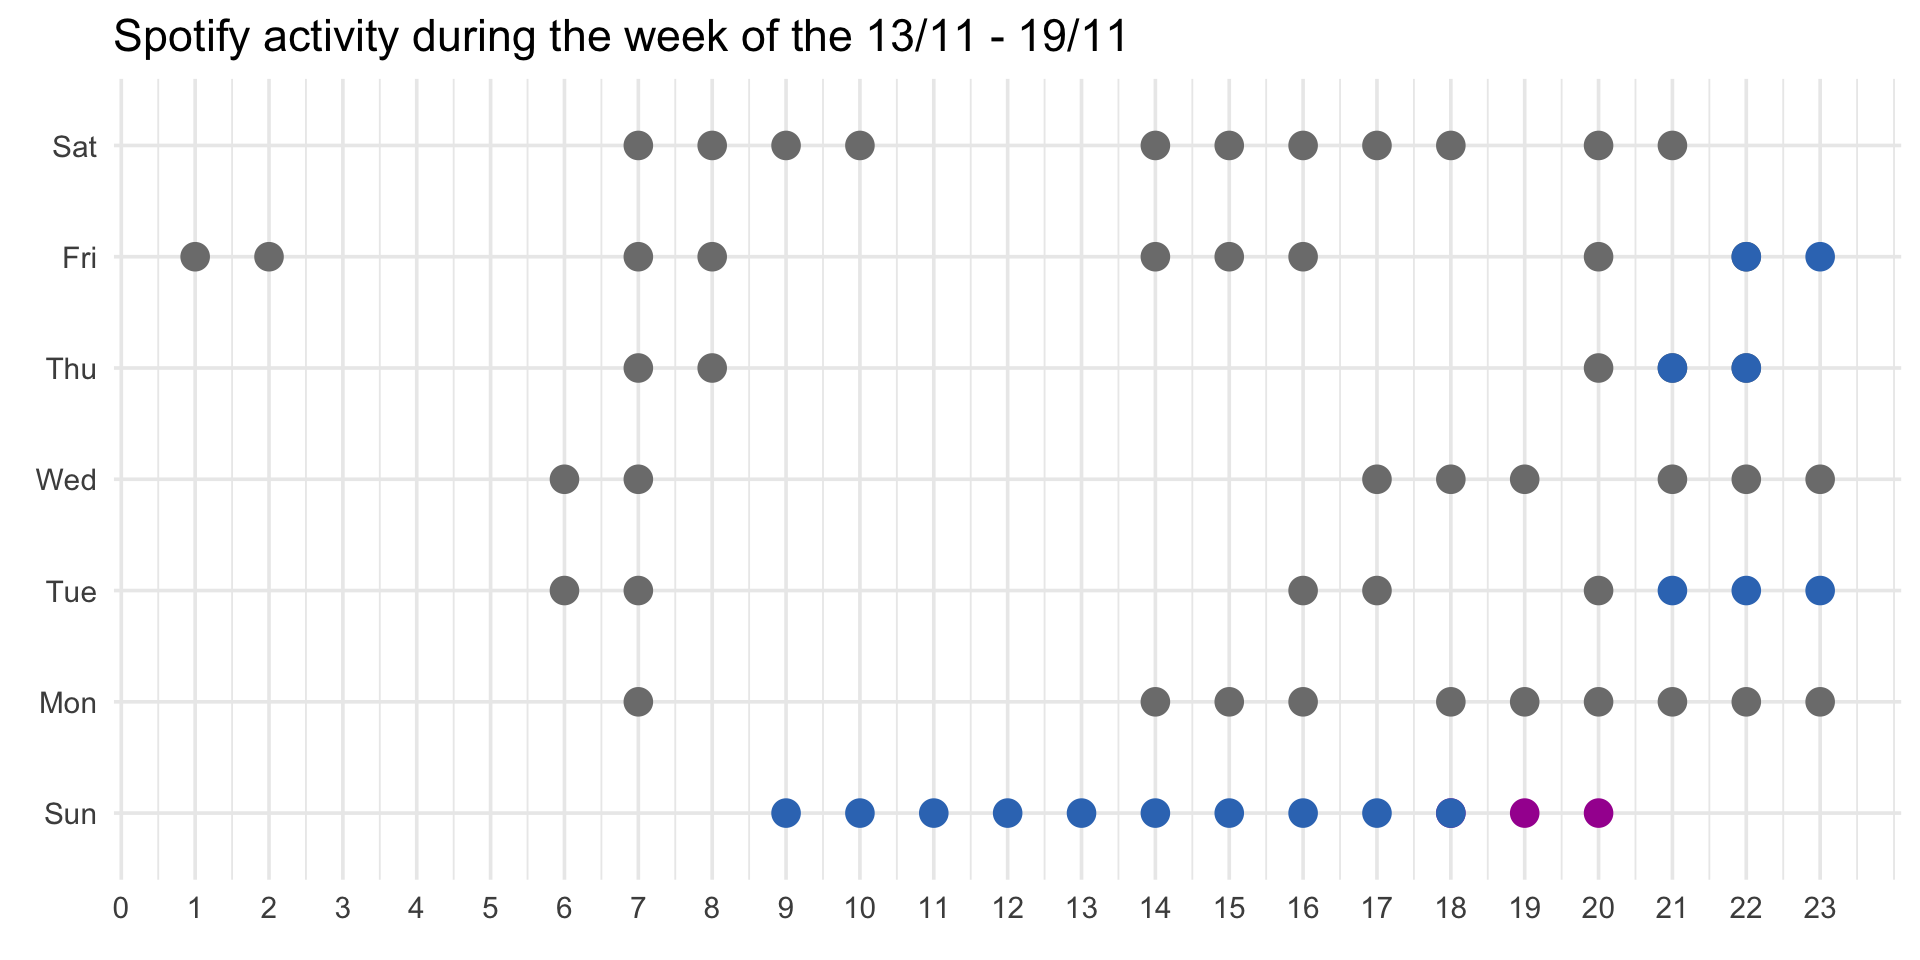 Spotify activity during the week of the 13/11 - 19/11
Sat
Fri
Thu
Wed
Tue
Mon
Sun
0 1 2 3 4 5 6 7 8 9 10 11 12 13 14 15 16 17 18 19 20 21 22 23